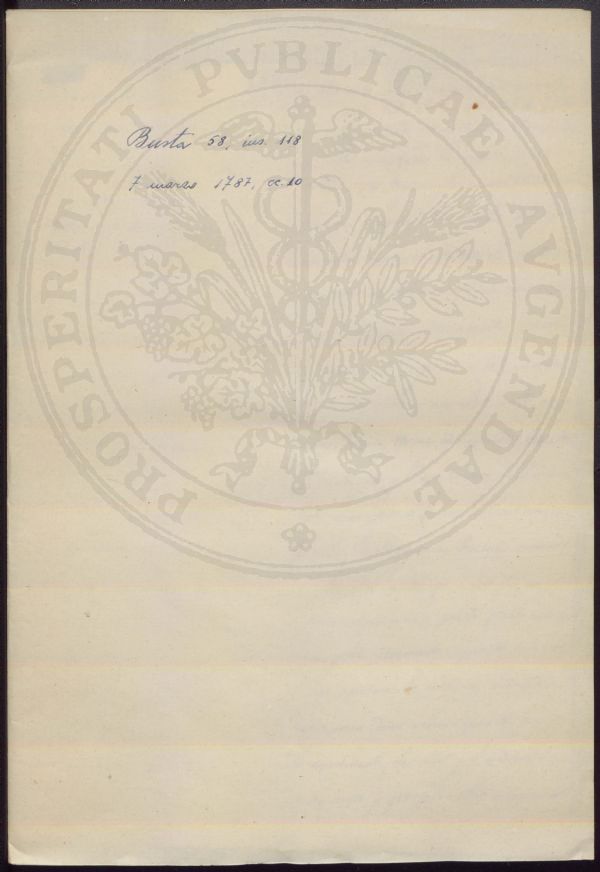 PROSPERITATI PVBLICAE AVGENDAE
Busta 58, ins. 118
7 marzo 1787, cc. 10